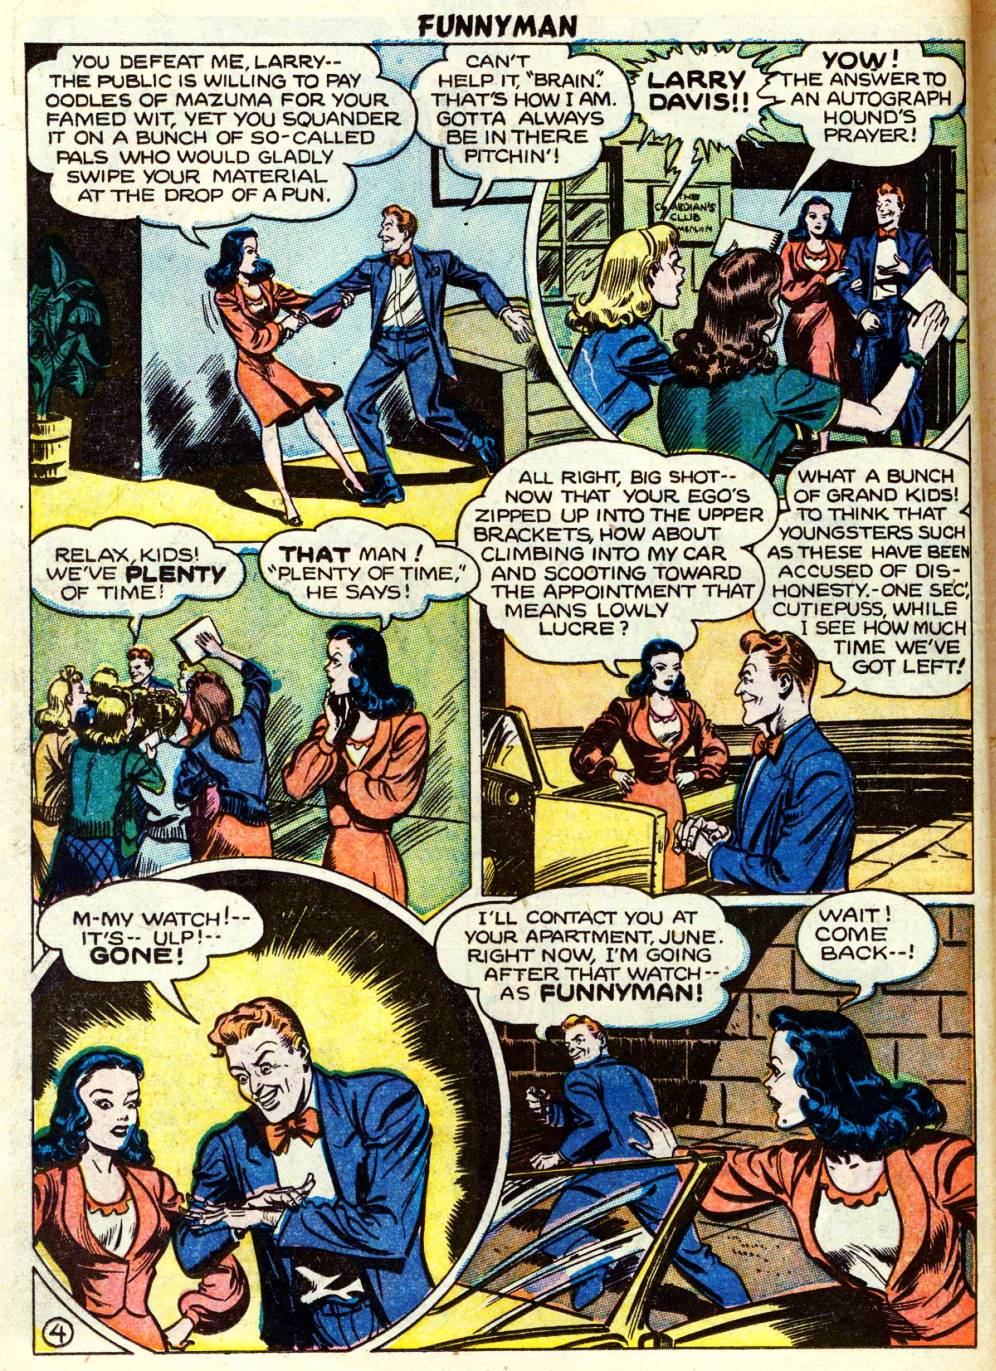 FUNNYMAN
YOU DEFEAT ME, LARRY--
THE PUBLIC IS WILLING TO PAY
OODLES OF MAZUMA FOR YOUR
FAMED WIT, YET YOU SQUANDER
IT ON A BUNCH OF SO-CALLED
PALS WHO WOULD GLADLY
SWIPE YOUR MATERIAL
AT THE DROP OF A PUN.
CAN'T
HELP IT, "BRAIN".
THAT'S HOW I AM.
GOTTA ALWAYS
BE IN THERE
PITCHIN'!
LARRY
DAVIS!!
YOW!
THE ANSWER TO
AN AUTOGRAPH
HOUND'S
PRAYER!
THE
COMEDIAN'S
CLUB
RELAX, KIDS!
WE'VE PLENTY
OF TIME!
THAT MAN!
"PLENTY OF TIME,"
HE SAYS!
ALL RIGHT, BIG SHOT--
NOW THAT YOUR EGO'S
ZIPPED UP INTO THE UPPER
BRACKETS, HOW ABOUT
CLIMBING INTO MY CAR
AND SCOOTING TOWARD
THE APPOINTMENT THAT
MEANS LOWLY
LUCRE?
WHAT A BUNCH
OF GRAND KIDS!
TO THINK THAT
YOUNGSTERS SUCH
AS THESE HAVE BEEN
ACCUSED OF DIS-
HONESTY.-ONE SEC,
CUTIEPUSS, WHILE
I SEE HOW MUCH
TIME WE'VE
GOT LEFT!
M-MY WATCH!--
IT'S-- ULP!--
GONE!
I'LL CONTACT YOU AT
YOUR APARTMENT, JUNE.
RIGHT NOW, I'M GOING
AFTER THAT WATCH--
AS FUNNYMAN!
WAIT!
COME
BACK--!
4